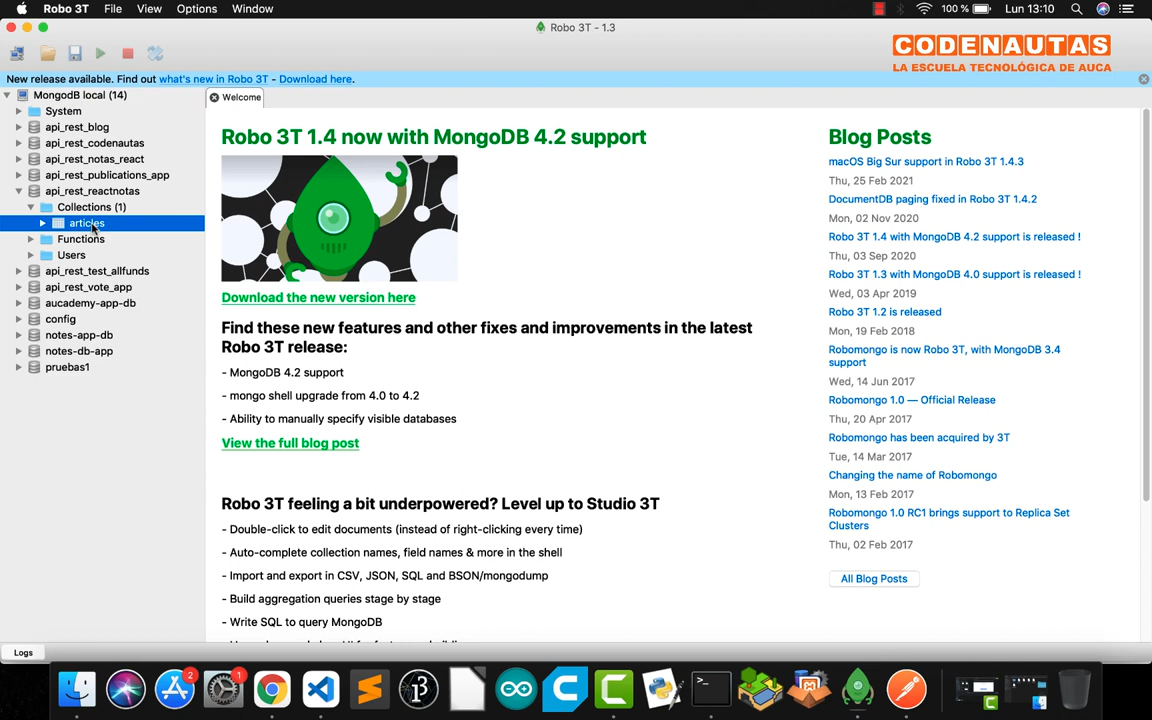 Robo 3T File View Options Window 100 % Lun 13:10
Robo 3T - 1.3
CODENAUTAS
LA ESCUELA TECNOLÓGICA DE AUCA
New release available. Find out what's new in Robo 3T - Download here.
MongodB local (14)
System
api_rest_blog
api_rest_codenautas
api_rest_notas_react
api_rest_publications_app
api_rest_reactnotas
Collections (1)
articles
Functions
Users
api_rest_test_allfunds
api_rest_vote_app
aucademy-app-db
config
notes-app-db
notes-db-app
pruebas1
Welcome
Robo 3T 1.4 now with MongoDB 4.2 support
Download the new version here
Find these new features and other fixes and improvements in the latest
Robo 3T release:
- MongoDB 4.2 support
- mongo shell upgrade from 4.0 to 4.2
- Ability to manually specify visible databases
View the full blog post
Robo 3T feeling a bit underpowered? Level up to Studio 3T
- Double-click to edit documents (instead of right-clicking every time)
- Auto-complete collection names, field names & more in the shell
- Import and export in CSV, JSON, SQL and BSON/mongodump
- Build aggregation queries stage by stage
- Write SQL to query MongoDB
Blog Posts
macOS Big Sur support in Robo 3T 1.4.3
Thu, 25 Feb 2021
DocumentDB paging fixed in Robo 3T 1.4.2
Mon, 02 Nov 2020
Robo 3T 1.4 with MongoDB 4.2 support is released !
Thu, 03 Sep 2020
Robo 3T 1.3 with MongoDB 4.0 support is released !
Wed, 03 Apr 2019
Robo 3T 1.2 is released
Mon, 19 Feb 2018
Robomongo is now Robo 3T, with MongoDB 3.4
support
Wed, 14 Jun 2017
Robomongo 1.0 — Official Release
Thu, 20 Apr 2017
Robomongo has been acquired by 3T
Tue, 14 Mar 2017
Changing the name of Robomongo
Mon, 13 Feb 2017
Robomongo 1.0 RC1 brings support to Replica Set
Clusters
Thu, 02 Feb 2017
All Blog Posts
Logs
2
1